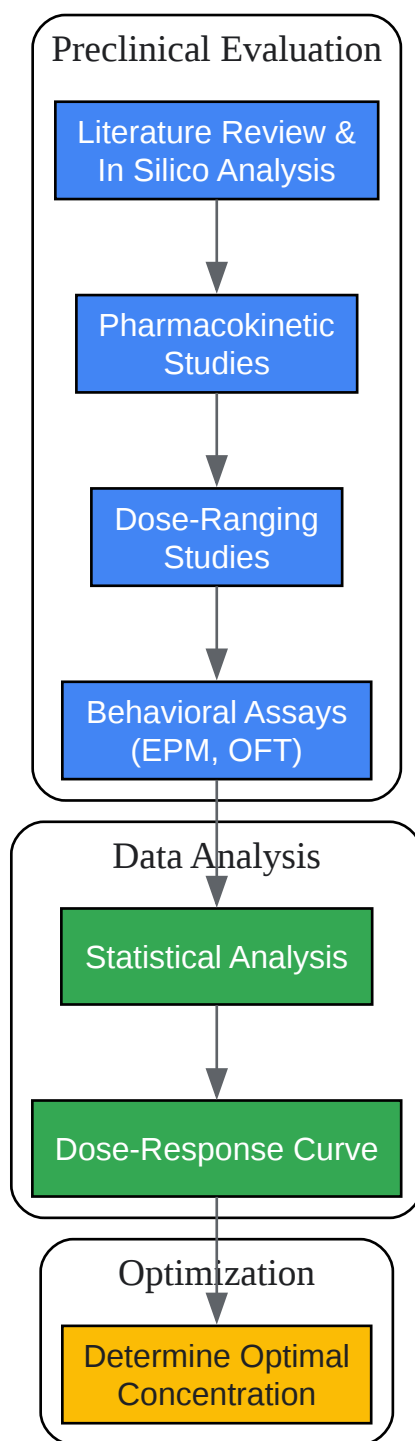 Preclinical Evaluation
Literature Review &
In Silico Analysis
Pharmacokinetic
Studies
Dose-Ranging
Studies
Behavioral Assays
(EPM, OFT)
Data Analysis
Statistical Analysis
Dose-Response Curve
Optimization
Determine Optimal
Concentration